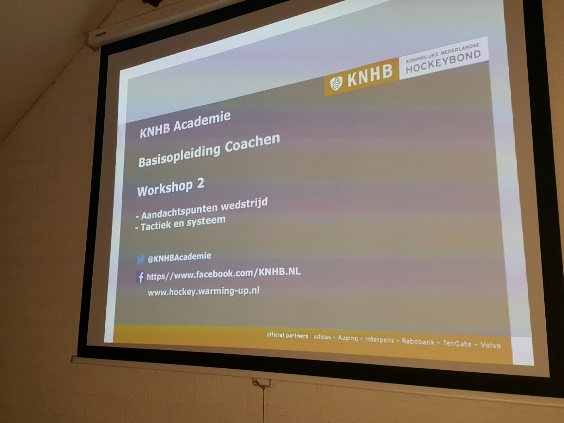 KNHB
KONINKLIJKE NEDERLANDSE
HOCKEYBOND
KNHB Academie
Basisopleiding Coachen
Workshop 2
- Aandachtspunten wedstrijd
- Tactiek en systeem
@KNHBAcademie
https//www.facebook.com/KNHB.NL
www.hockey.warming-up.nl
official partners adidas - Auping - Interpolis - Rabobank - TenCate - Volvo